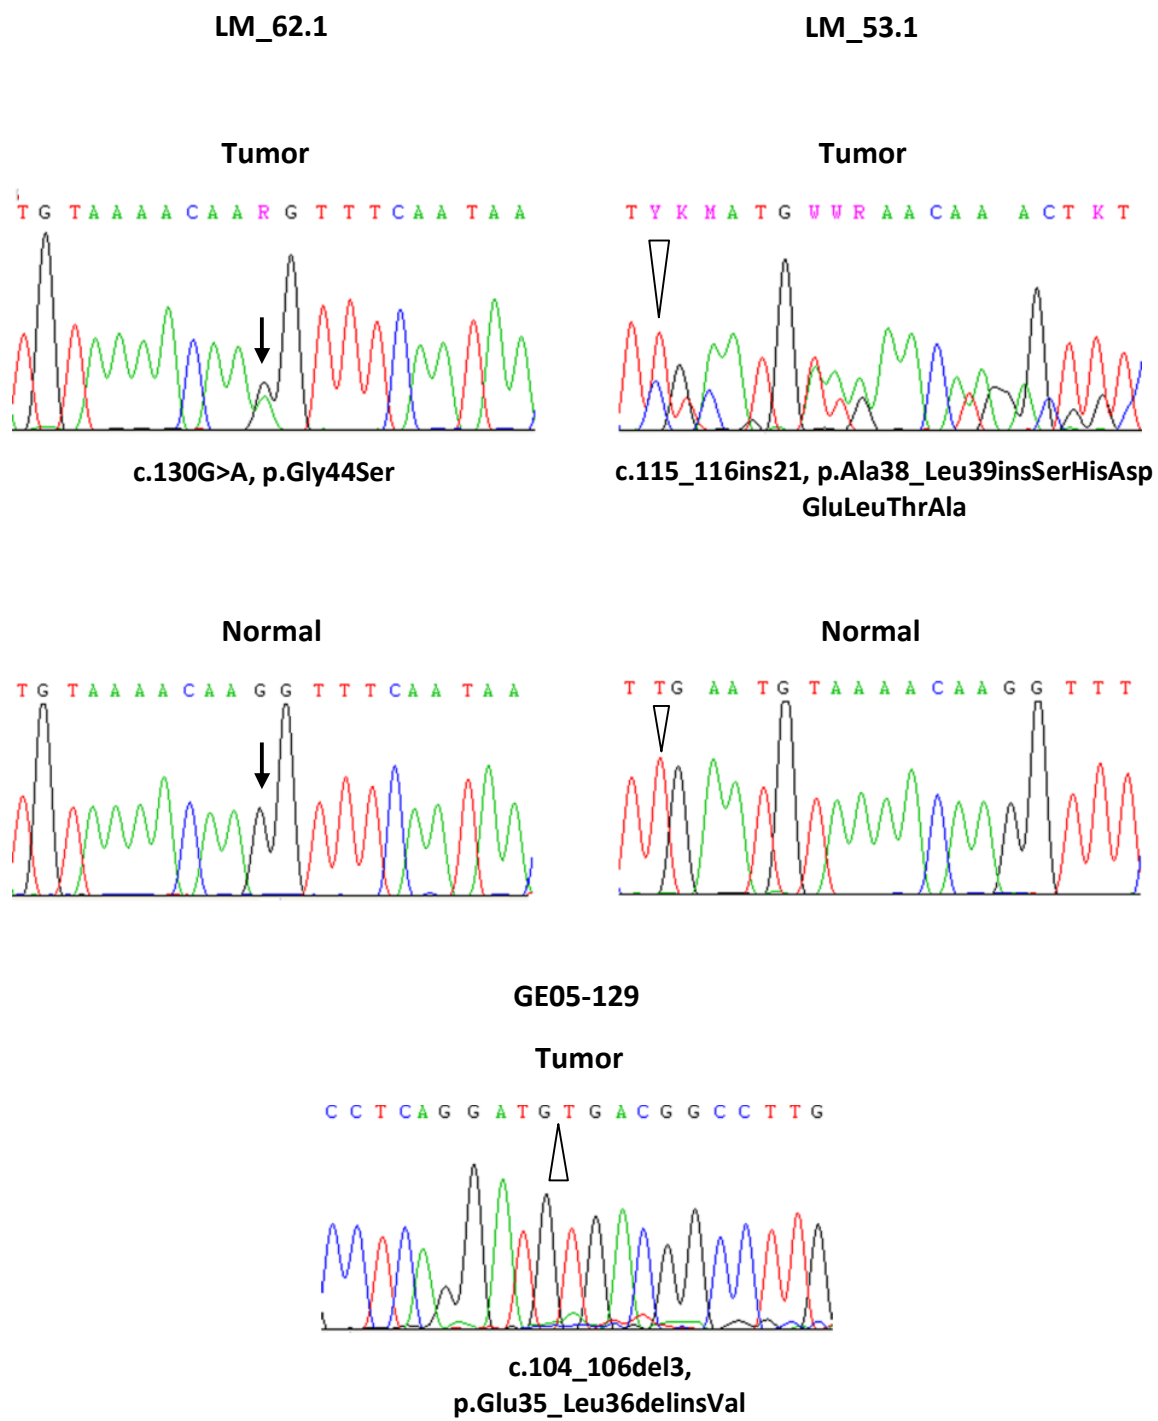 LM_62.1
LM_53.1
Tumor
Tumor
T G T A A A A C A A R G T T T C A A T A A
T Y K M A T G W W R A A C A A A C T K T
c.130G>A, p.Gly44Ser
c.115_116ins21, p.Ala38_Leu39insSerHisAsp
GluLeuThrAla
Normal
Normal
T G T A A A A C A A G G T T T C A A T A A
T T G A A T G T A A A A C A A G G T T T
GE05-129
Tumor
C C T C A G G A T G T G A C G G C C T T G
c.104_106del3,
p.Glu35_Leu36delinsVal